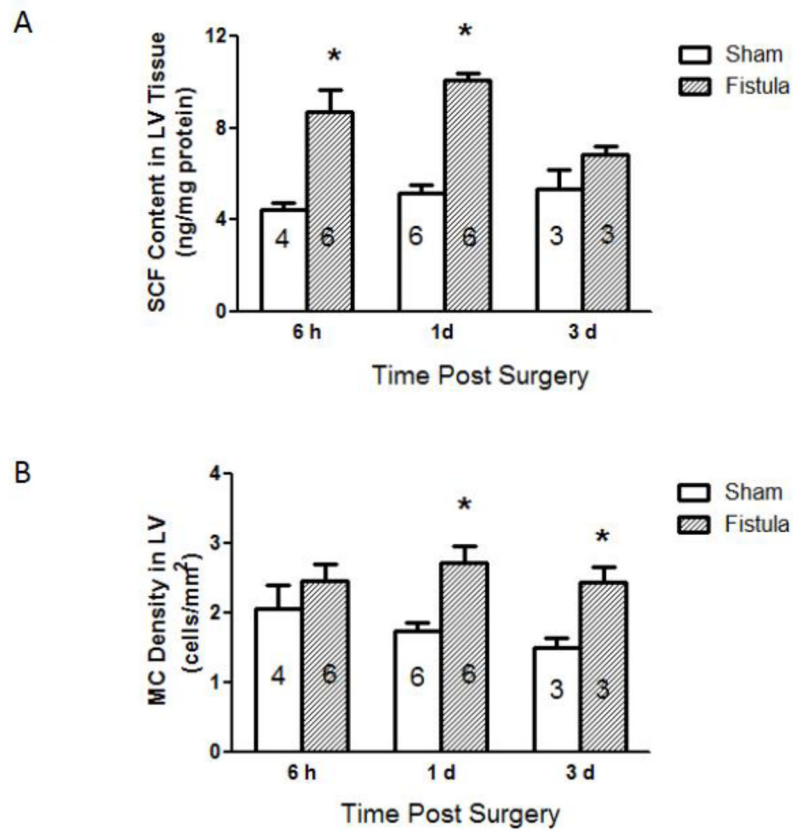 A
SCF Content in LV Tissue
(ng/mg protein)
12
8
4
0
*
*
4
6
6
6
3
3
6 h
1d
3 d
Time Post Surgery
Sham
Fistula
B
MC Density in LV
(cells/mm²)
4
3
2
1
0
*
*
4
6
6
6
3
3
6 h
1 d
3 d
Time Post Surgery
Sham
Fistula